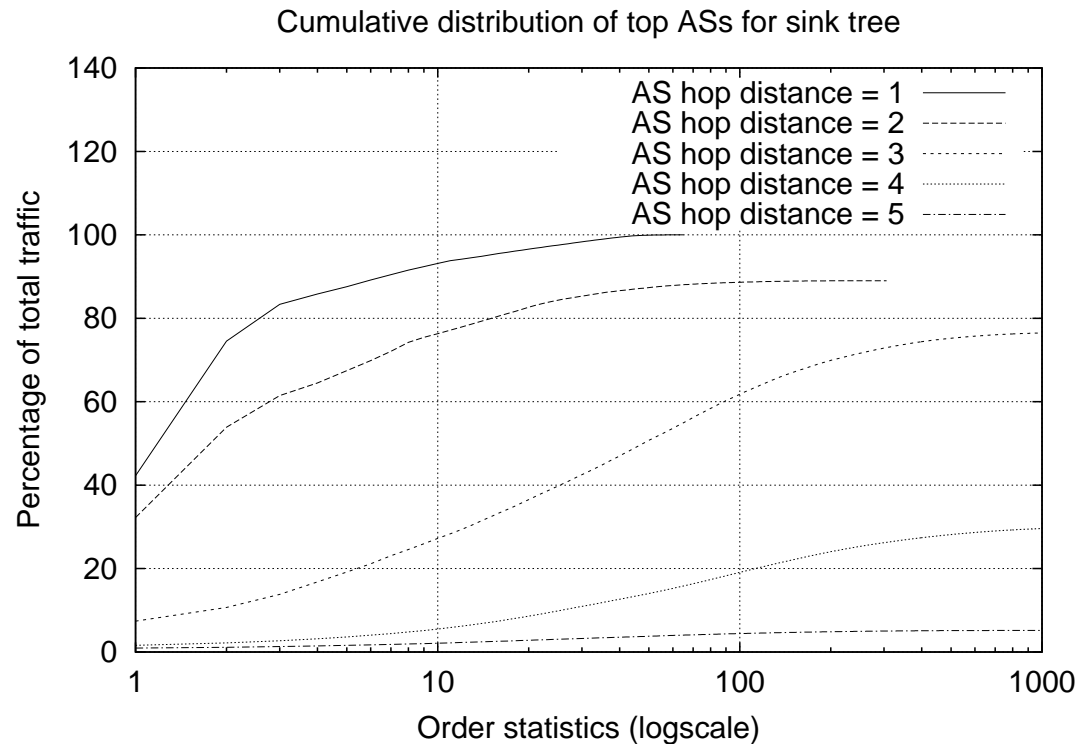 Cumulative distribution of top ASs for sink tree
140
120
100
80
60
40
20
0
Percentage of total traffic
AS hop distance = 1
AS hop distance = 2
AS hop distance = 3
AS hop distance = 4
AS hop distance = 5
1
10
100
1000
Order statistics (logscale)